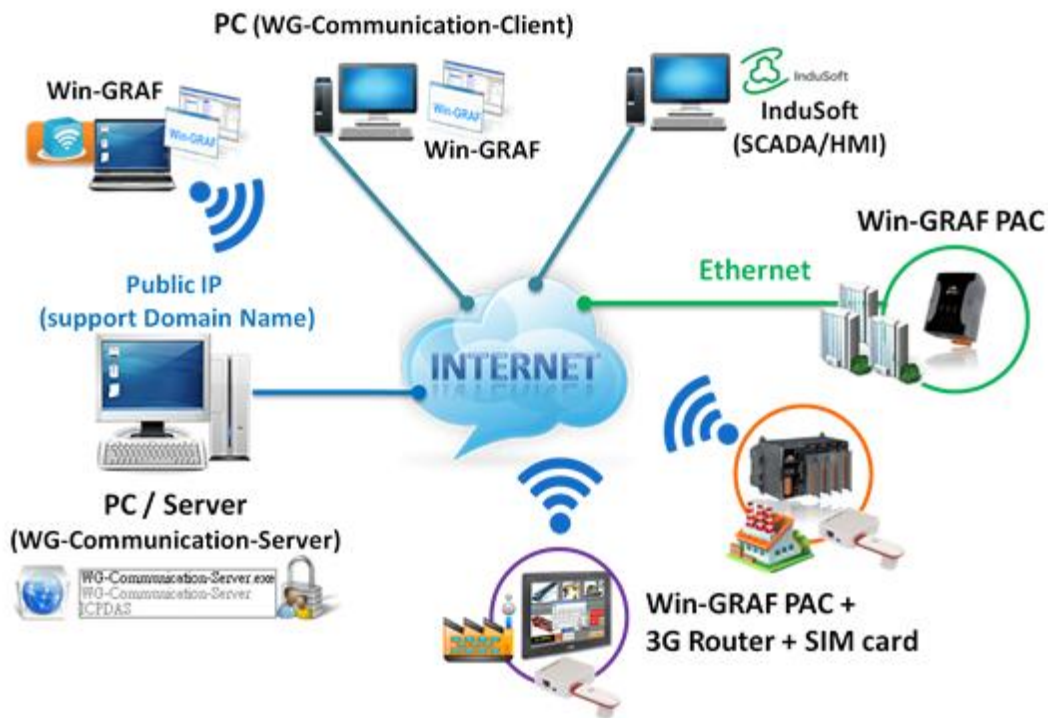 PC (WG-Communication-Client)
Win-GRAF
Win-GRAF
Win-GRAF
Win-GRAF
InduSoft
InduSoft
(SCADA/HMI)
Win-GRAF PAC
Ethernet
Public IP
(support Domain Name)
INTERNET
PC / Server
(WG-Communication-Server)
WG-Communication-Server.exe
WG-Communication-Server
ICPDAS
Win-GRAF PAC +
3G Router + SIM card